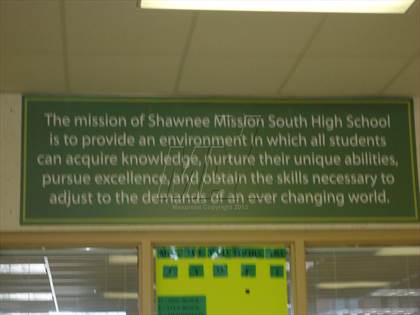 The mission of Shawnee Mission South High School
is to provide an environment in which all students
can acquire knowledge, nurture their unique abilities,
pursue excellence, and obtain the skills necessary to
adjust to the demands of an ever changing world.